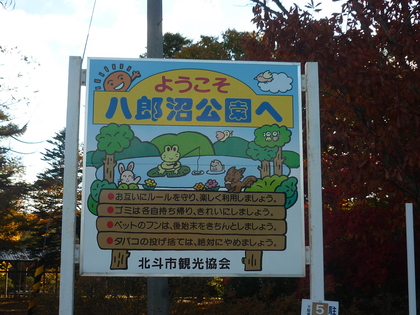 ようこそ
八郎沼公園へ
●お互いにルールを守り、楽しく利用しましょう。
●ゴミは各自持ち帰り、きれいにしましょう。
●ペットのフンは、後始末をきちんとしましょう。
●タバコの投げ捨ては、絶対にやめましょう。
北斗市観光協会
5